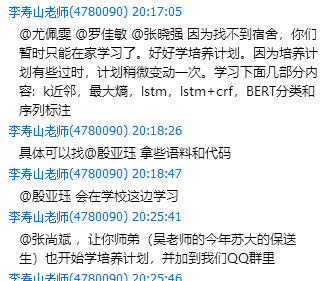 李寿山老师(4780090) 20:17:05
@尤佩雯 @罗佳敏 @张晓强 因为找不到宿舍，你们
暂时只能在家学习了。好好学培养计划。因为培养计
划有些过时，计划稍微变动一次。学习下面几部分内
容：k近邻，最大熵，lstm，lstm+crf，BERT分类和
序列标注
李寿山老师(4780090) 20:18:26
具体可以找@殷亚珏 拿些语料和代码
李寿山老师(4780090) 20:18:47
@殷亚珏 会在学校这边学习
李寿山老师(4780090) 20:25:41
@张尚斌 ，让你师弟（吴老师的今年苏大的保送
生）也开始学培养计划，并加到我们QQ群里
李寿山老师(4780090) 20:25:46